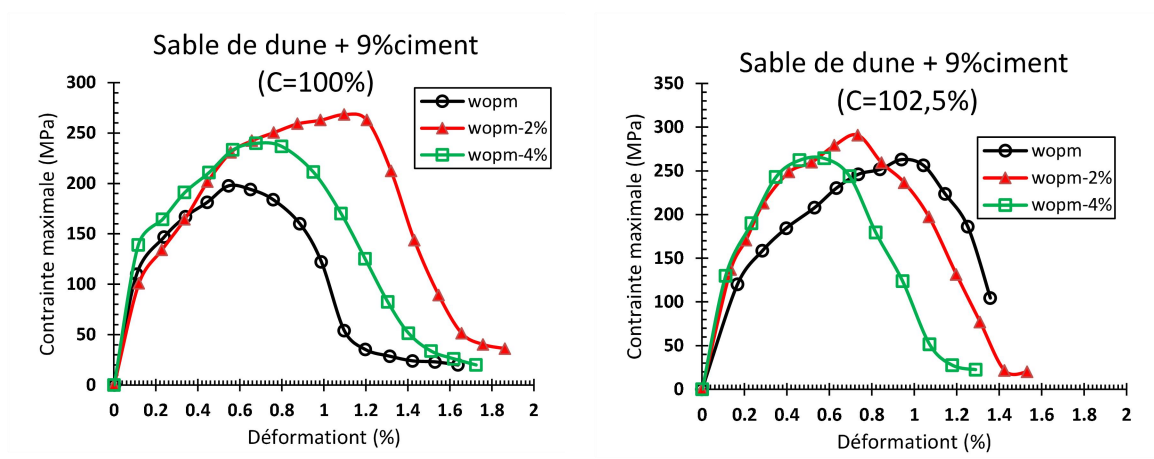 Sable de dune + 9%ciment
(C=100%)
300
250
200
150
100
50
0
Contrainte maximale (MPa)
wopm
wopm-2%
wopm-4%
0 0.2 0.4 0.6 0.8 1 1.2 1.4 1.6 1.8 2
Déformationt (%)
Sable de dune + 9%ciment
(C=102,5%)
350
300
250
200
150
100
50
0
Contrainte maximale (MPa)
wopm
wopm-2%
wopm-4%
0 0.2 0.4 0.6 0.8 1 1.2 1.4 1.6 1.8 2
Déformationt (%)